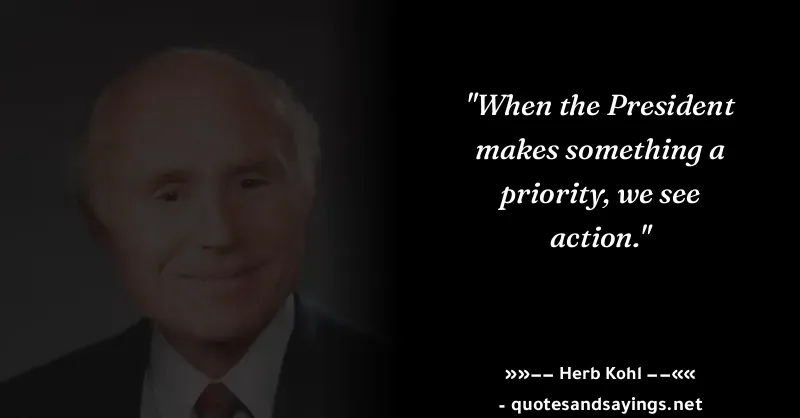 "When the President
makes something a
priority, we see
action."
»»−− Herb Kohl −−««
- quotesandsayings.net